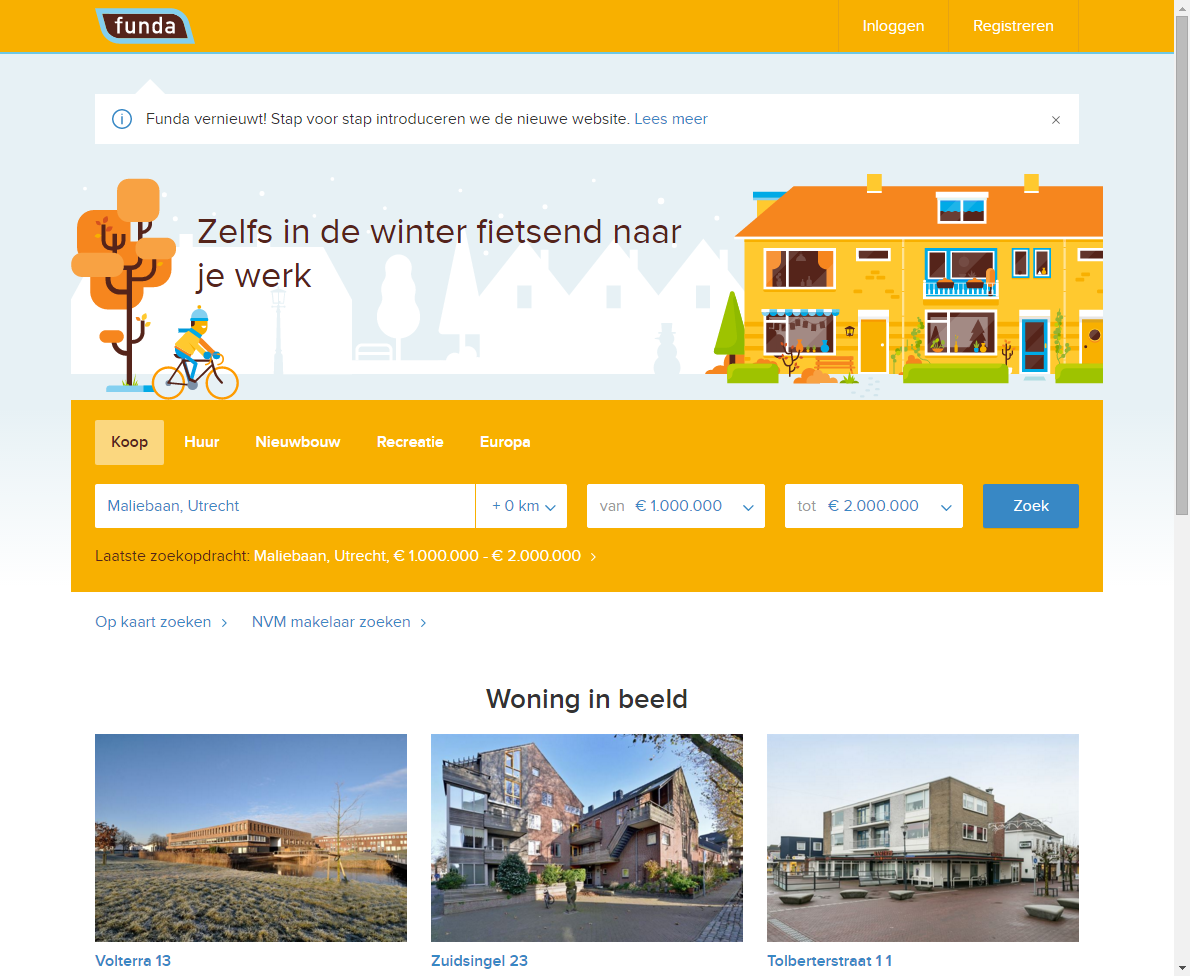 funda
Inloggen
Registreren
Funda vernieuwt! Stap voor stap introduceren we de nieuwe website. Lees meer
Zelfs in de winter fietsend naar
je werk
Koop
Huur
Nieuwbouw
Recreatie
Europa
Maliebaan, Utrecht
+ 0 km
van € 1.000.000
tot € 2.000.000
Zoek
Laatste zoekopdracht: Maliebaan, Utrecht, € 1.000.000 - € 2.000.000
Op kaart zoeken
NVM makelaar zoeken
Woning in beeld
Volterra 13
Zuidsingel 23
Tolberterstraat 1 1